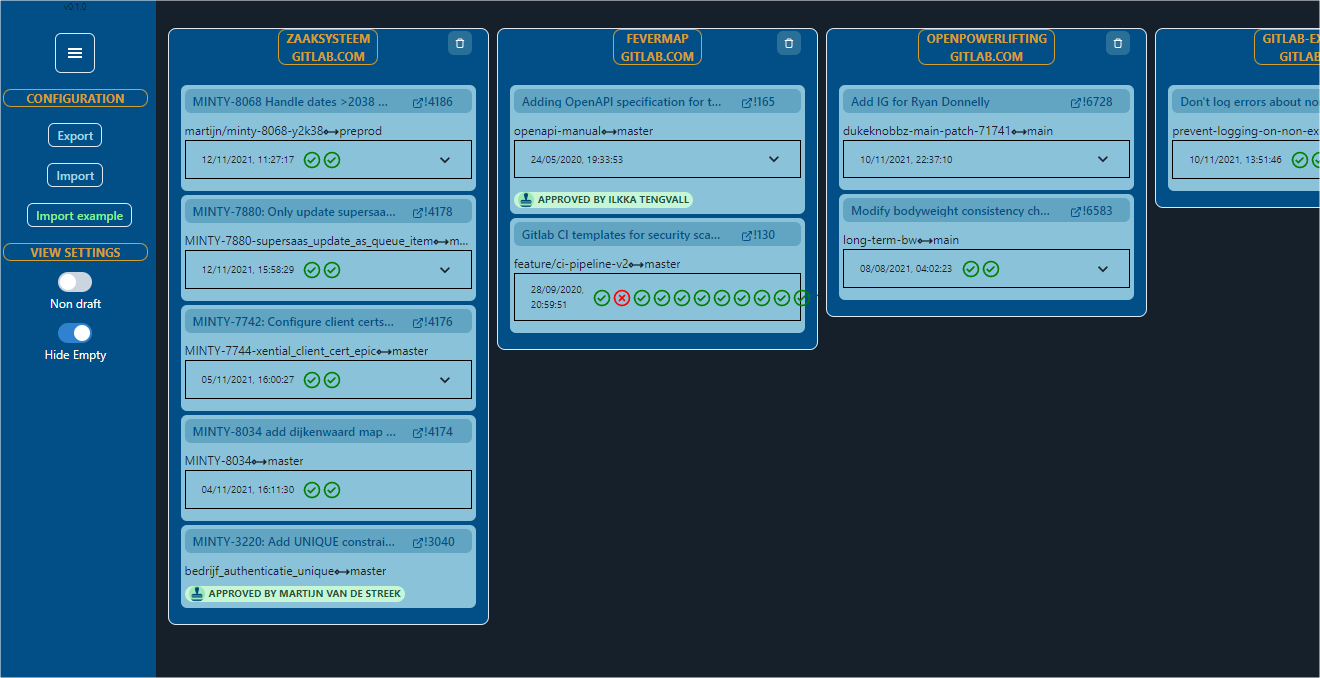 v0.1.0
CONFIGURATION
Export
Import
Import example
VIEW SETTINGS
Non draft
Hide Empty
ZAAKSYSTEEM
GITLAB.COM
MINTY-8068 Handle dates >2038 ...
!4186
martijn/minty-8068-y2k38⟷preprod
12/11/2021, 11:27:17
MINTY-7880: Only update supersaa...
!4178
MINTY-7880-supersaas_update_as_queue_item⟷m...
12/11/2021, 15:58:29
MINTY-7742: Configure client certs...
!4176
MINTY-7744-xential_client_cert_epic⟷master
05/11/2021, 16:00:27
MINTY-8034 add dijkenwaard map ...
!4174
MINTY-8034⟷master
04/11/2021, 16:11:30
MINTY-3220: Add UNIQUE constrai...
!3040
bedrijf_authenticatie_unique⟷master
APPROVED BY MARTIJN VAN DE STREEK
FEVERMAP
GITLAB.COM
Adding OpenAPI specification for t...
!165
openapi-manual⟷master
24/05/2020, 19:33:53
APPROVED BY ILKKA TENGVALL
Gitlab CI templates for security sca...
!130
feature/ci-pipeline-v2⟷master
28/09/2020,
20:59:51
OPENPOWERLIFTING
GITLAB.COM
Add IG for Ryan Donnelly
!6728
dukeknobbz-main-patch-71741⟷main
10/11/2021, 22:37:10
Modify bodyweight consistency ch...
!6583
long-term-bw⟷main
08/08/2021, 04:02:23
GITLAB-EX
GITLAB
Don't log errors about no
prevent-logging-on-non-ex
10/11/2021, 13:51:46